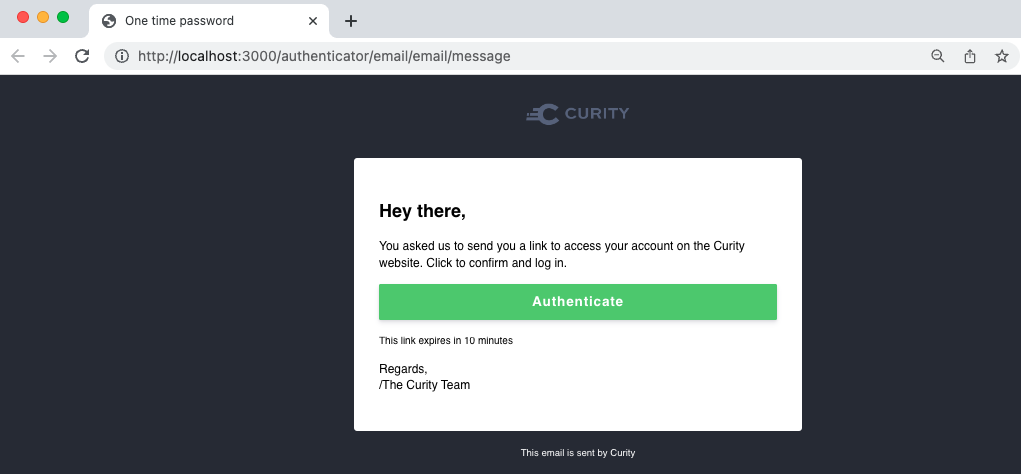 One time password
http://localhost:3000/authenticator/email/email/message
CURITY
Hey there,
You asked us to send you a link to access your account on the Curity
website. Click to confirm and log in.
Authenticate
This link expires in 10 minutes
Regards,
/The Curity Team
This email is sent by Curity